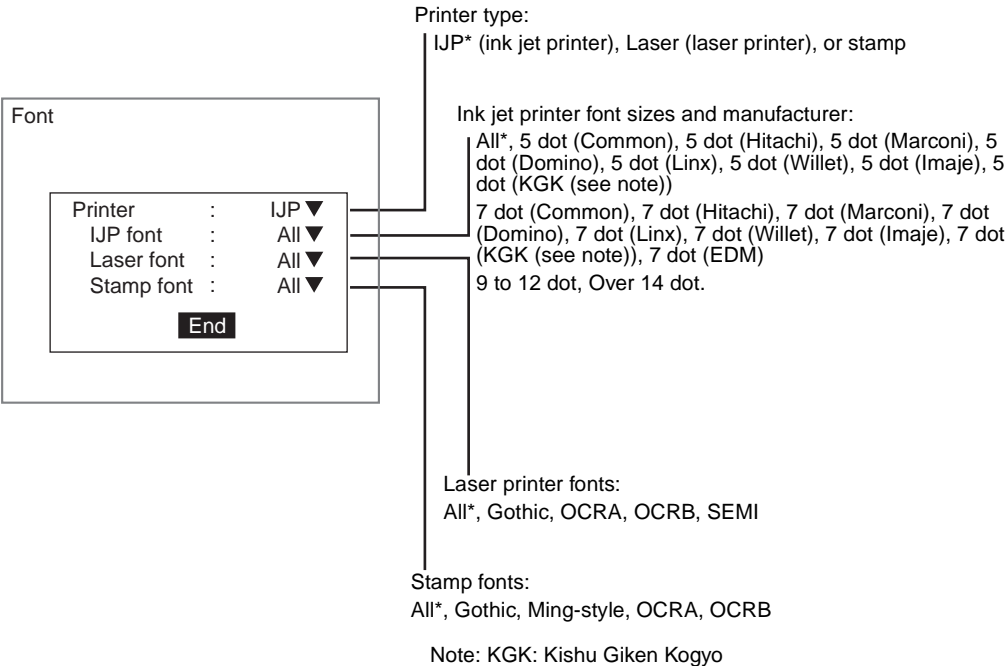 Printer type:
IJP* (ink jet printer), Laser (laser printer), or stamp
Font
Printer : IJP▼
IJP font : All▼
Laser font : All▼
Stamp font : All▼
End
Ink jet printer font sizes and manufacturer:
All*, 5 dot (Common), 5 dot (Hitachi), 5 dot (Marconi), 5
dot (Domino), 5 dot (Linx), 5 dot (Willet), 5 dot (Imaje), 5
dot (KGK (see note))
7 dot (Common), 7 dot (Hitachi), 7 dot (Marconi), 7 dot
(Domino), 7 dot (Linx), 7 dot (Willet), 7 dot (Imaje), 7 dot
(KGK (see note)), 7 dot (EDM)
9 to 12 dot, Over 14 dot.
Laser printer fonts:
All*, Gothic, OCRA, OCRB, SEMI
Stamp fonts:
All*, Gothic, Ming-style, OCRA, OCRB
Note: KGK: Kishu Giken Kogyo